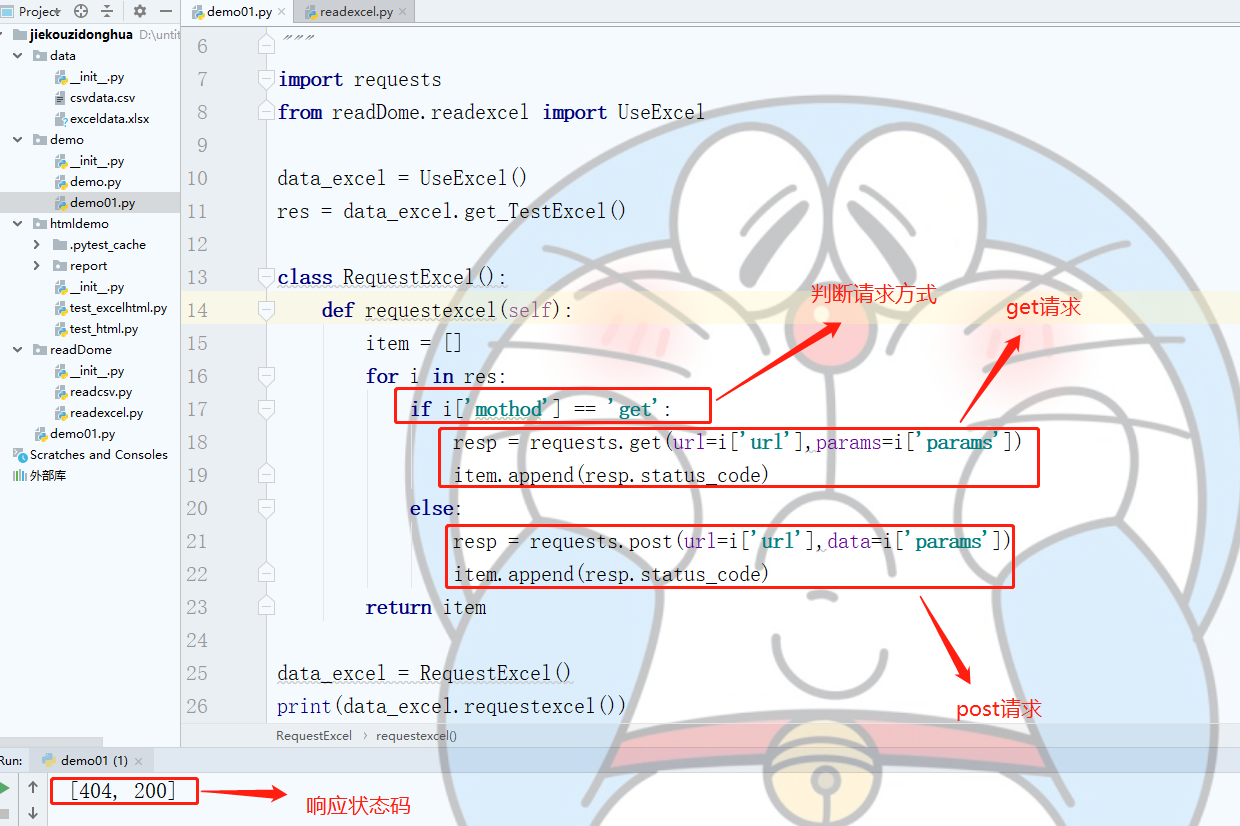 Project
demo01.py
readexcel.py
jiekouzidonghua D:\untit
data
__init__.py
csvdata.csv
exceldata.xlsx
demo
__init__.py
demo.py
demo01.py
htmldemo
.pytest_cache
report
__init__.py
test_excelhtml.py
test_html.py
readDome
__init__.py
readcsv.py
readexcel.py
demo01.py
Scratches and Consoles
外部库
6 """
7 import requests
8 from readDome.readexcel import UseExcel
9
10 data_excel = UseExcel()
11 res = data_excel.get_TestExcel()
12
13 class RequestExcel():
14 def requestexcel(self):
15 item = []
16 for i in res:
17 if i['mothod'] == 'get':
18 resp = requests.get(url=i['url'],params=i['params'])
19 item.append(resp.status_code)
20 else:
21 resp = requests.post(url=i['url'],data=i['params'])
22 item.append(resp.status_code)
23 return item
24
25 data_excel = RequestExcel()
26 print(data_excel.requestexcel())
判断请求方式
get请求
post请求
RequestExcel › requestexcel()
Run: demo01 (1)
[404, 200]
响应状态码